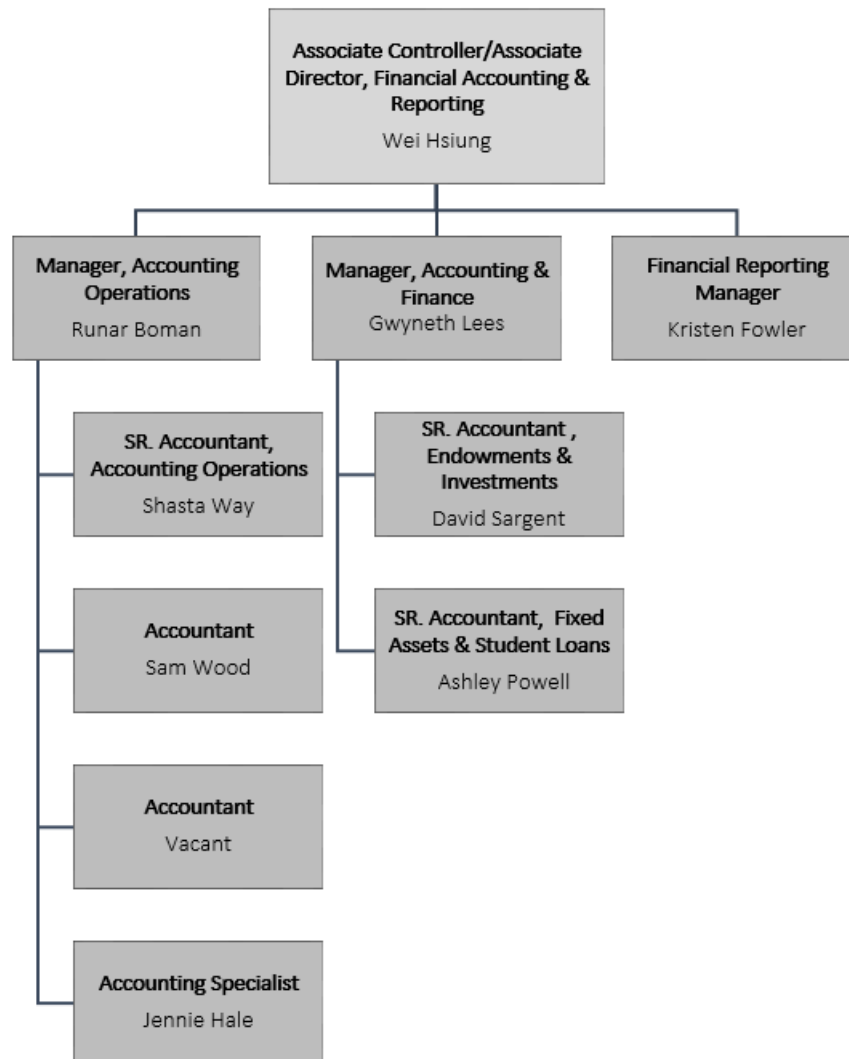 Associate Controller/Associate
Director, Financial Accounting &
Reporting
Wei Hsiung
Manager, Accounting
Operations
Runar Boman
Manager, Accounting &
Finance
Gwyneth Lees
Financial Reporting
Manager
Kristen Fowler
SR. Accountant,
Accounting Operations
Shasta Way
Accountant
Sam Wood
Accountant
Vacant
Accounting Specialist
Jennie Hale
SR. Accountant ,
Endowments &
Investments
David Sargent
SR. Accountant, Fixed
Assets & Student Loans
Ashley Powell